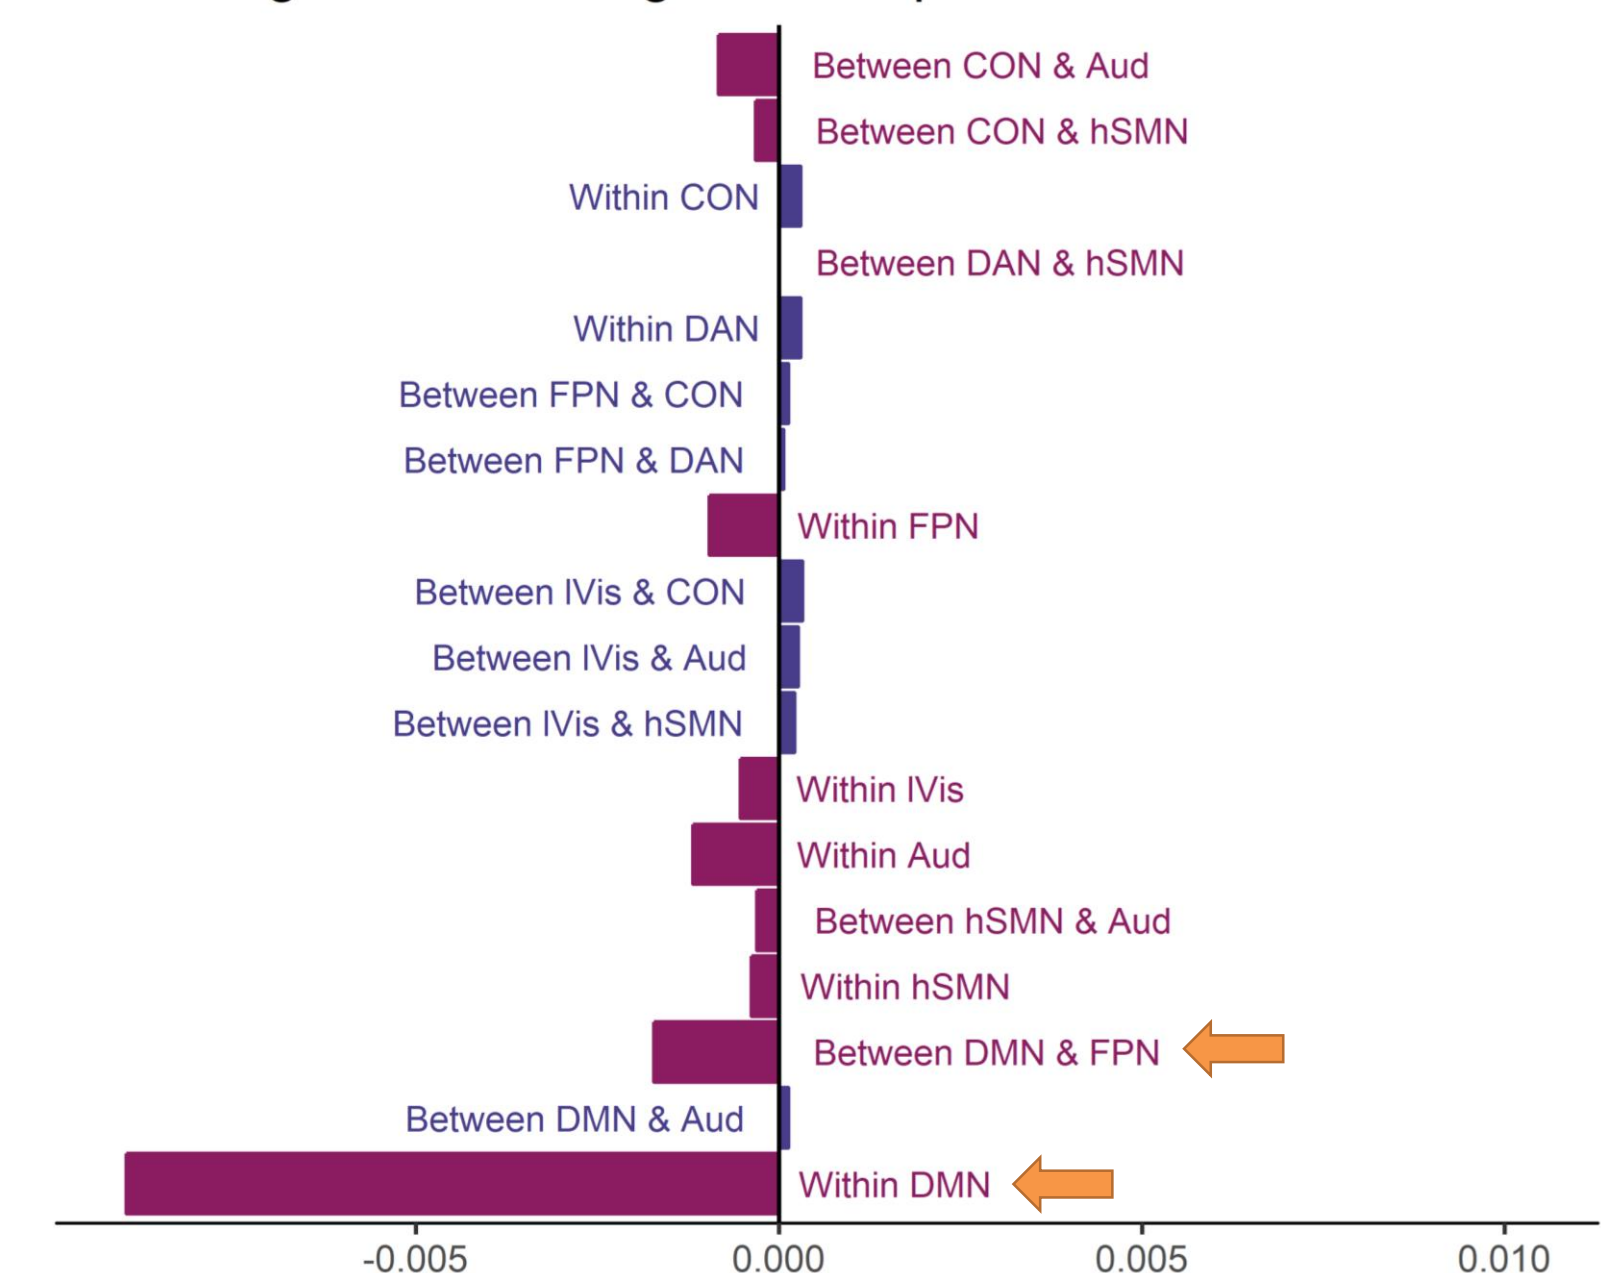 Between CON & Aud
Between CON & hSMN
Within CON
Between DAN & hSMN
Within DAN
Between FPN & CON
Between FPN & DAN
Within FPN
Between lVis & CON
Between lVis & Aud
Between lVis & hSMN
Within lVis
Within Aud
Between hSMN & Aud
Within hSMN
Between DMN & FPN
Between DMN & Aud
Within DMN
-0.005 0.000 0.005 0.010